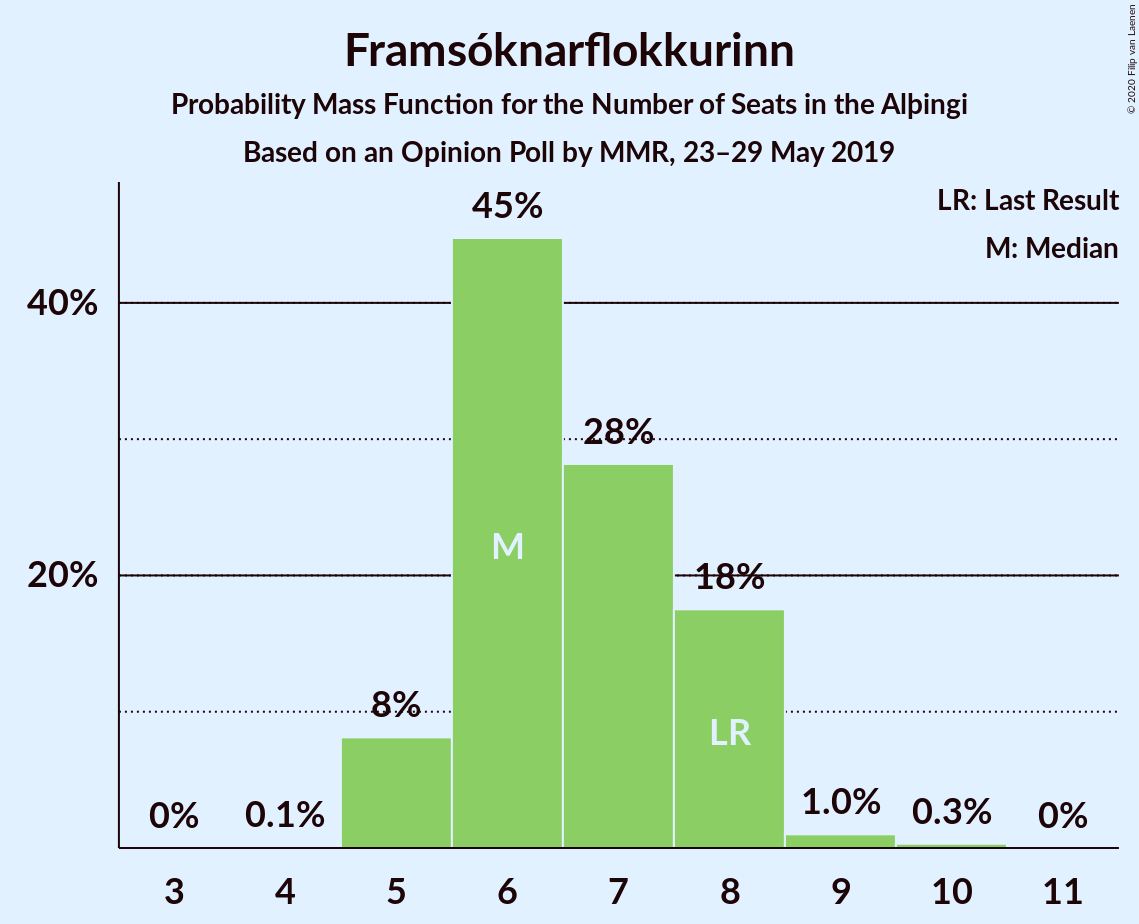 Framsóknarflokkurinn
Probability Mass Function for the Number of Seats in the Alþingi
Based on an Opinion Poll by MMR, 23–29 May 2019
© 2020 Filip van Laenen
LR: Last Result
M: Median
45%
40%
28%
M
20%
18%
8%
LR
0%
0.1%
1.0%
0.3%
0%
3 4 5 6 7 8 9 10 11